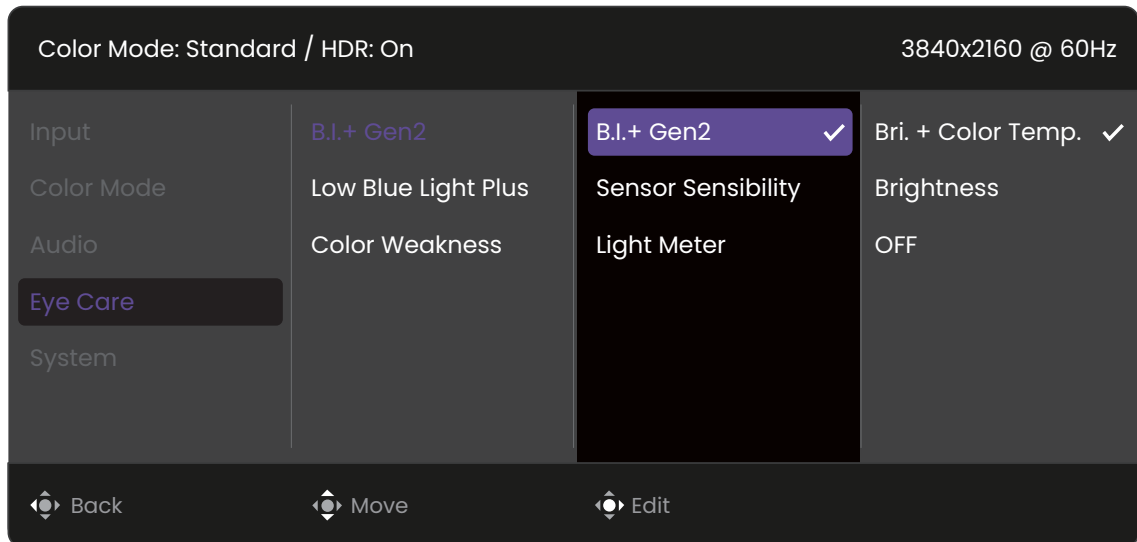 Color Mode: Standard / HDR: On
3840x2160 @ 60Hz
Input
Color Mode
Audio
Eye Care
System
B.I.+ Gen2
Low Blue Light Plus
Color Weakness
B.I.+ Gen2
Sensor Sensibility
Light Meter
Bri. + Color Temp.
Brightness
OFF
Back
Move
Edit